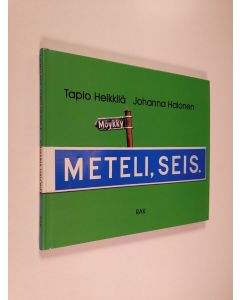 Tapio Heikkilä Johanna Halonen
Möykky
METELI, SEIS.
RAK